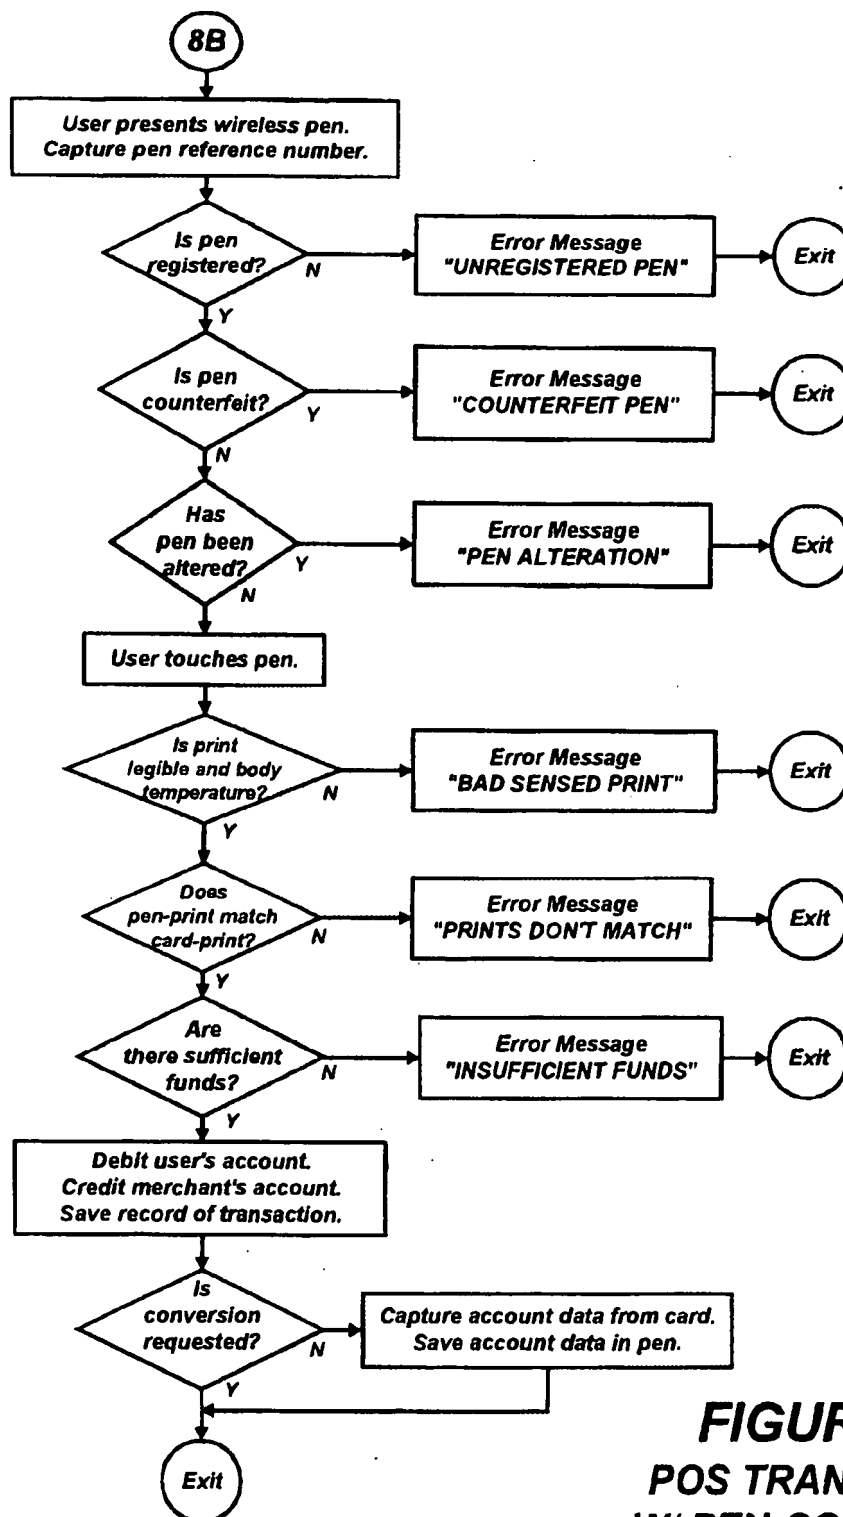 8B
User presents wireless pen.
Capture pen reference number.
Is pen
registered?
N
Error Message
"UNREGISTERED PEN"
Exit
Y
Is pen
counterfeit?
Y
Error Message
"COUNTERFEIT PEN"
Exit
N
Has
pen been
altered?
Y
Error Message
"PEN ALTERATION"
Exit
N
User touches pen.
Is print
legible and body
temperature?
N
Error Message
"BAD SENSED PRINT"
Exit
Y
Does
pen-print match
card-print?
N
Error Message
"PRINTS DON'T MATCH"
Exit
Y
Are
there sufficient
funds?
N
Error Message
"INSUFFICIENT FUNDS"
Exit
Y
Debit user's account.
Credit merchant's account.
Save record of transaction.
Is
conversion
requested?
N
Capture account data from card.
Save account data in pen.
Y
Exit
FIGUR
POS TRAN